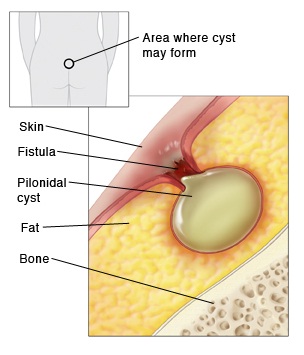 Area where cyst
may form
Skin
Fistula
Pilonidal
cyst
Fat
Bone